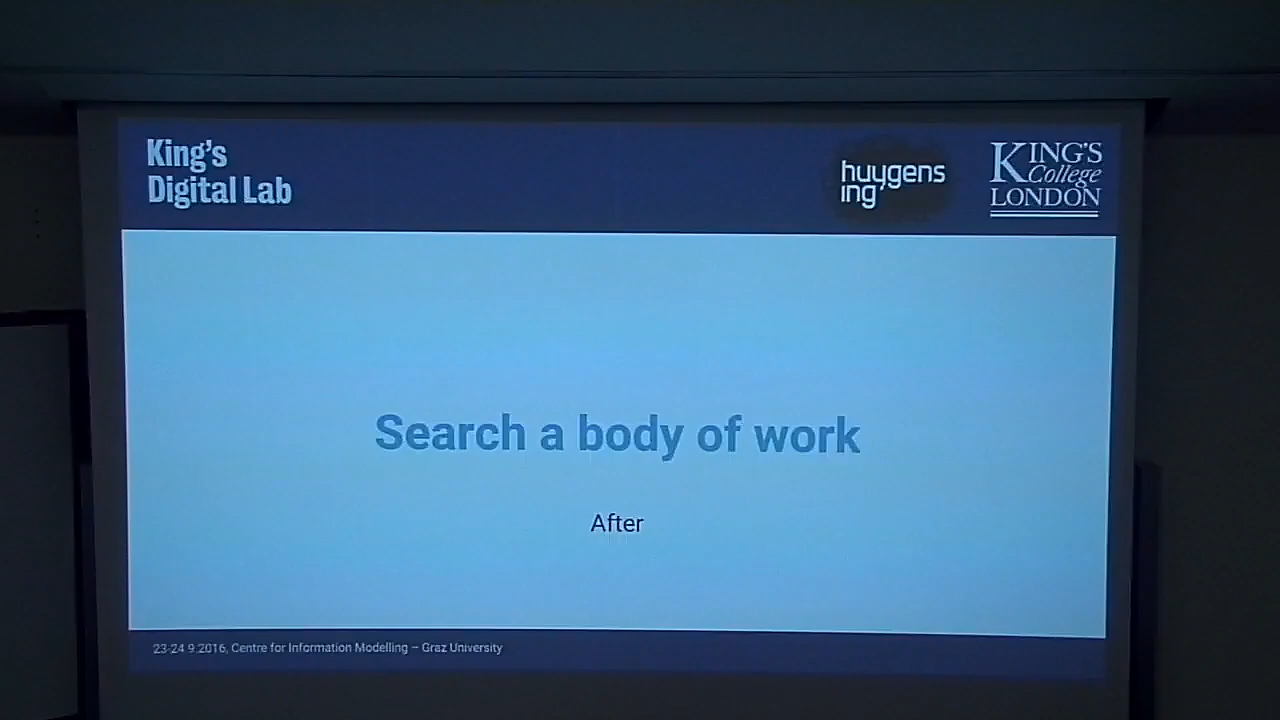 King's
Digital Lab
huygens
ing
KING'S
College
LONDON
Search a body of work
After
23-24 9.2016, Centre for Information Modelling – Graz University